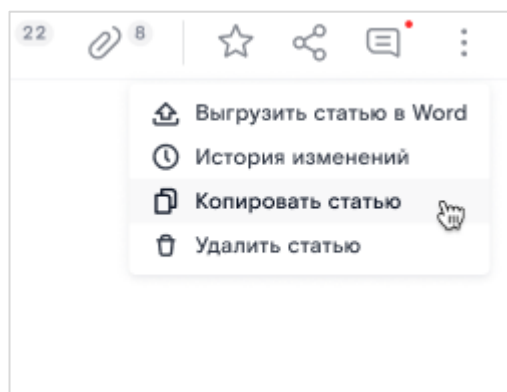 22 8
Выгрузить статью в Word
История изменений
Копировать статью
Удалить статью